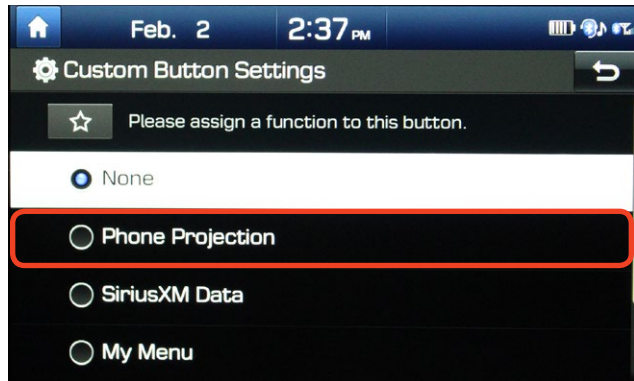 Feb. 2 2:37 PM
Custom Button Settings
Please assign a function to this button.
None
Phone Projection
SiriusXM Data
My Menu